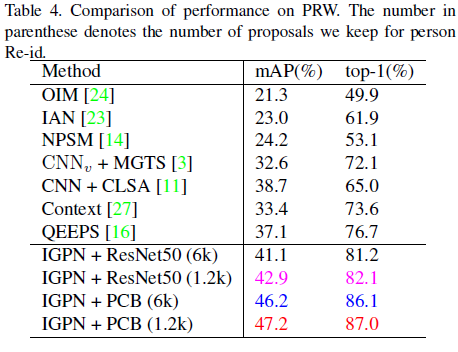 Table 4. Comparison of performance on PRW. The number in
parenthese denotes the number of proposals we keep for person
Re-id.
Method mAP(%) top-1(%)
OIM [24] 21.3 49.9
IAN [23] 23.0 61.9
NPSM [14] 24.2 53.1
CNNv + MGTS [3] 32.6 72.1
CNN + CLSA [11] 38.7 65.0
Context [27] 33.4 73.6
QEEPS [16] 37.1 76.7
IGPN + ResNet50 (6k) 41.1 81.2
IGPN + ResNet50 (1.2k) 42.9 82.1
IGPN + PCB (6k) 46.2 86.1
IGPN + PCB (1.2k) 47.2 87.0